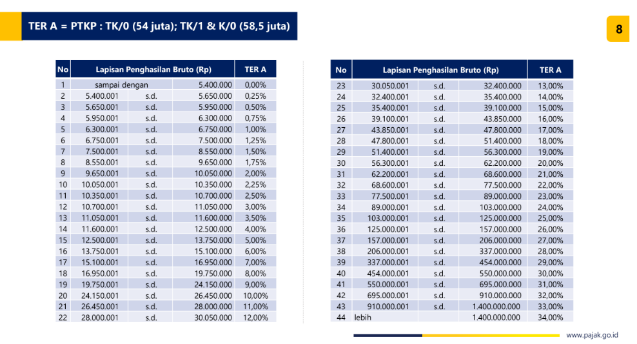 TER A = PTKP : TK/0 (54 juta); TK/1 & K/0 (58,5 juta)
8
No Lapisan Penghasilan Bruto (Rp) TER A
1 sampai dengan 5.400.000 0,00%
2 5.400.001 s.d. 5.650.000 0,25%
3 5.650.001 s.d. 5.950.000 0,50%
4 5.950.001 s.d. 6.300.000 0,75%
5 6.300.001 s.d. 6.750.000 1,00%
6 6.750.001 s.d. 7.500.000 1,25%
7 7.500.001 s.d. 8.550.000 1,50%
8 8.550.001 s.d. 9.650.000 1,75%
9 9.650.001 s.d. 10.050.000 2,00%
10 10.050.001 s.d. 10.350.000 2,25%
11 10.350.001 s.d. 10.700.000 2,50%
12 10.700.001 s.d. 11.050.000 3,00%
13 11.050.001 s.d. 11.600.000 3,50%
14 11.600.001 s.d. 12.500.000 4,00%
15 12.500.001 s.d. 13.750.000 5,00%
16 13.750.001 s.d. 15.100.000 6,00%
17 15.100.001 s.d. 16.950.000 7,00%
18 16.950.001 s.d. 19.750.000 8,00%
19 19.750.001 s.d. 24.150.000 9,00%
20 24.150.001 s.d. 26.450.000 10,00%
21 26.450.001 s.d. 28.000.000 11,00%
22 28.000.001 s.d. 30.050.000 12,00%
No Lapisan Penghasilan Bruto (Rp) TER A
23 30.050.001 s.d. 32.400.000 13,00%
24 32.400.001 s.d. 35.400.000 14,00%
25 35.400.001 s.d. 39.100.000 15,00%
26 39.100.001 s.d. 43.850.000 16,00%
27 43.850.001 s.d. 47.800.000 17,00%
28 47.800.001 s.d. 51.400.000 18,00%
29 51.400.001 s.d. 56.300.000 19,00%
30 56.300.001 s.d. 62.200.000 20,00%
31 62.200.001 s.d. 68.600.000 21,00%
32 68.600.001 s.d. 77.500.000 22,00%
33 77.500.001 s.d. 89.000.000 23,00%
34 89.000.001 s.d. 103.000.000 24,00%
35 103.000.001 s.d. 125.000.000 25,00%
36 125.000.001 s.d. 157.000.000 26,00%
37 157.000.001 s.d. 206.000.000 27,00%
38 206.000.001 s.d. 337.000.000 28,00%
39 337.000.001 s.d. 454.000.000 29,00%
40 454.000.001 s.d. 550.000.000 30,00%
41 550.000.001 s.d. 695.000.000 31,00%
42 695.000.001 s.d. 910.000.000 32,00%
43 910.000.001 s.d. 1.400.000.000 33,00%
44 lebih 1.400.000.000 34,00%
www.pajak.go.id